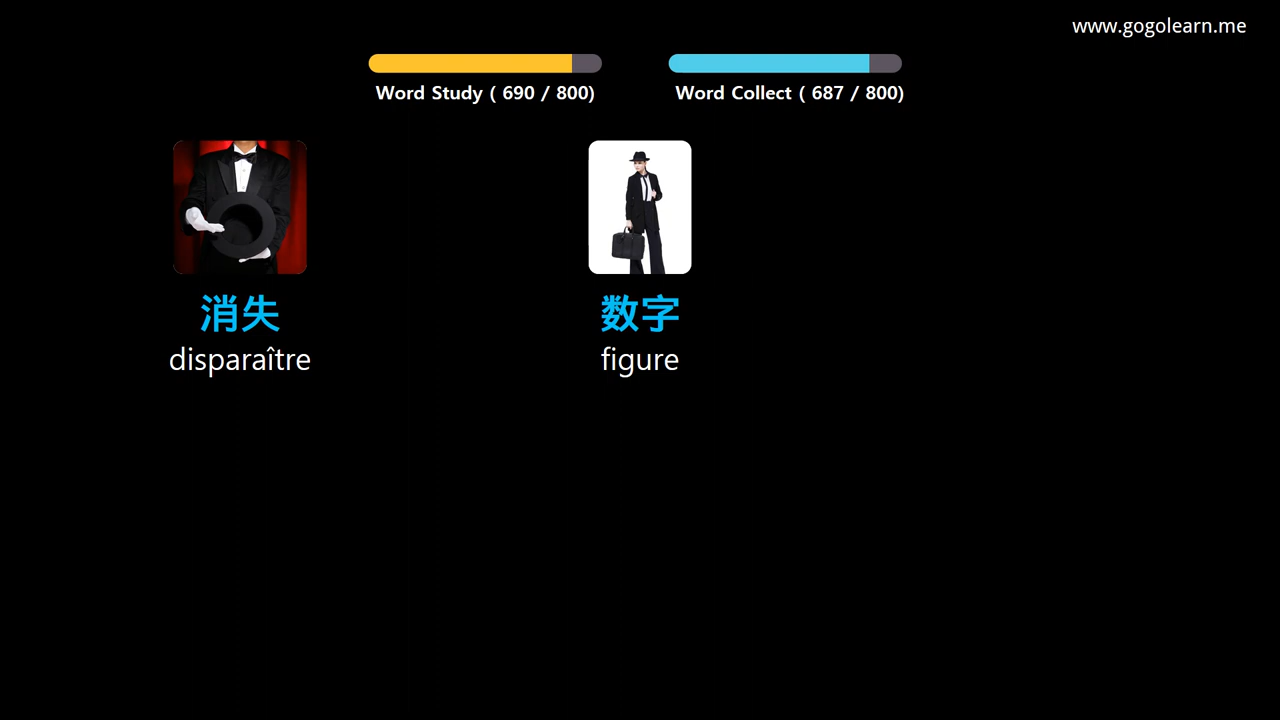 www.gogolearn.me
Word Study ( 690 / 800)
Word Collect ( 687 / 800)
消失
disparaître
数字
figure